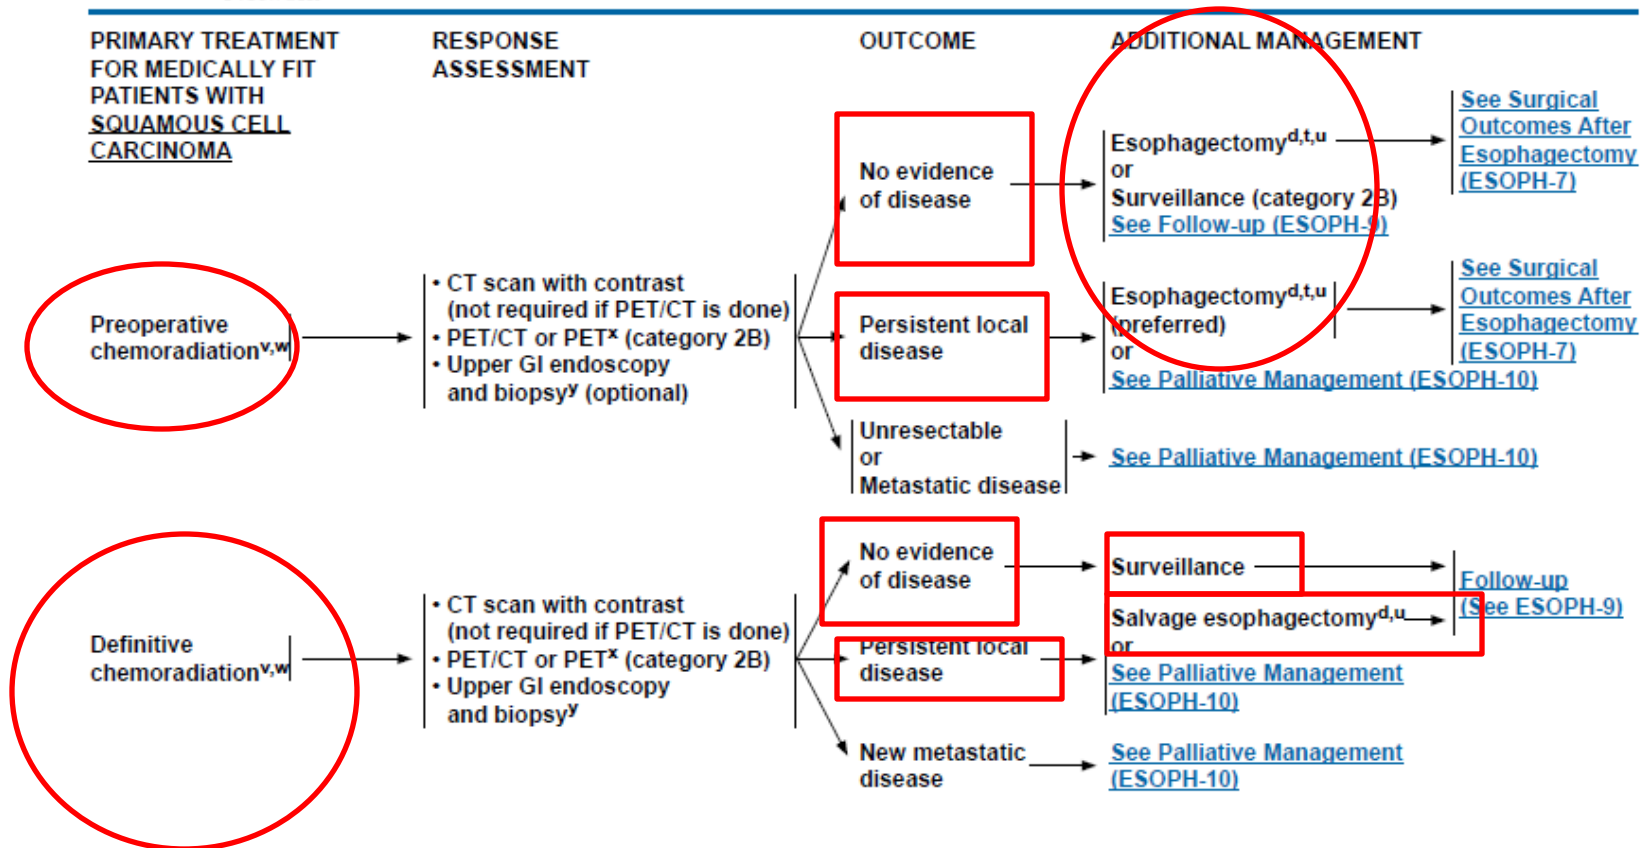 PRIMARY TREATMENT
FOR MEDICALLY FIT
PATIENTS WITH
SQUAMOUS CELL
CARCINOMA
RESPONSE
ASSESSMENT
OUTCOME
ADDITIONAL MANAGEMENT
Preoperative
chemoradiationv,w
• CT scan with contrast
(not required if PET/CT is done)
• PET/CT or PETx (category 2B)
• Upper GI endoscopy
and biopsyy (optional)
No evidence
of disease
Esophagectomyd,t,u
or
Surveillance (category 2B)
See Follow-up (ESOPH-9)
See Surgical
Outcomes After
Esophagectomy
(ESOPH-7)
Persistent local
disease
Esophagectomyd,t,u
(preferred)
or
See Palliative Management (ESOPH-10)
See Surgical
Outcomes After
Esophagectomy
(ESOPH-7)
Unresectable
or
Metastatic disease
See Palliative Management (ESOPH-10)
Definitive
chemoradiationv,w
• CT scan with contrast
(not required if PET/CT is done)
• PET/CT or PETx (category 2B)
• Upper GI endoscopy
and biopsyy
No evidence
of disease
Surveillance
Follow-up
(See ESOPH-9)
Persistent local
disease
Salvage esophagectomyd,u
or
See Palliative Management
(ESOPH-10)
New metastatic
disease
See Palliative Management
(ESOPH-10)